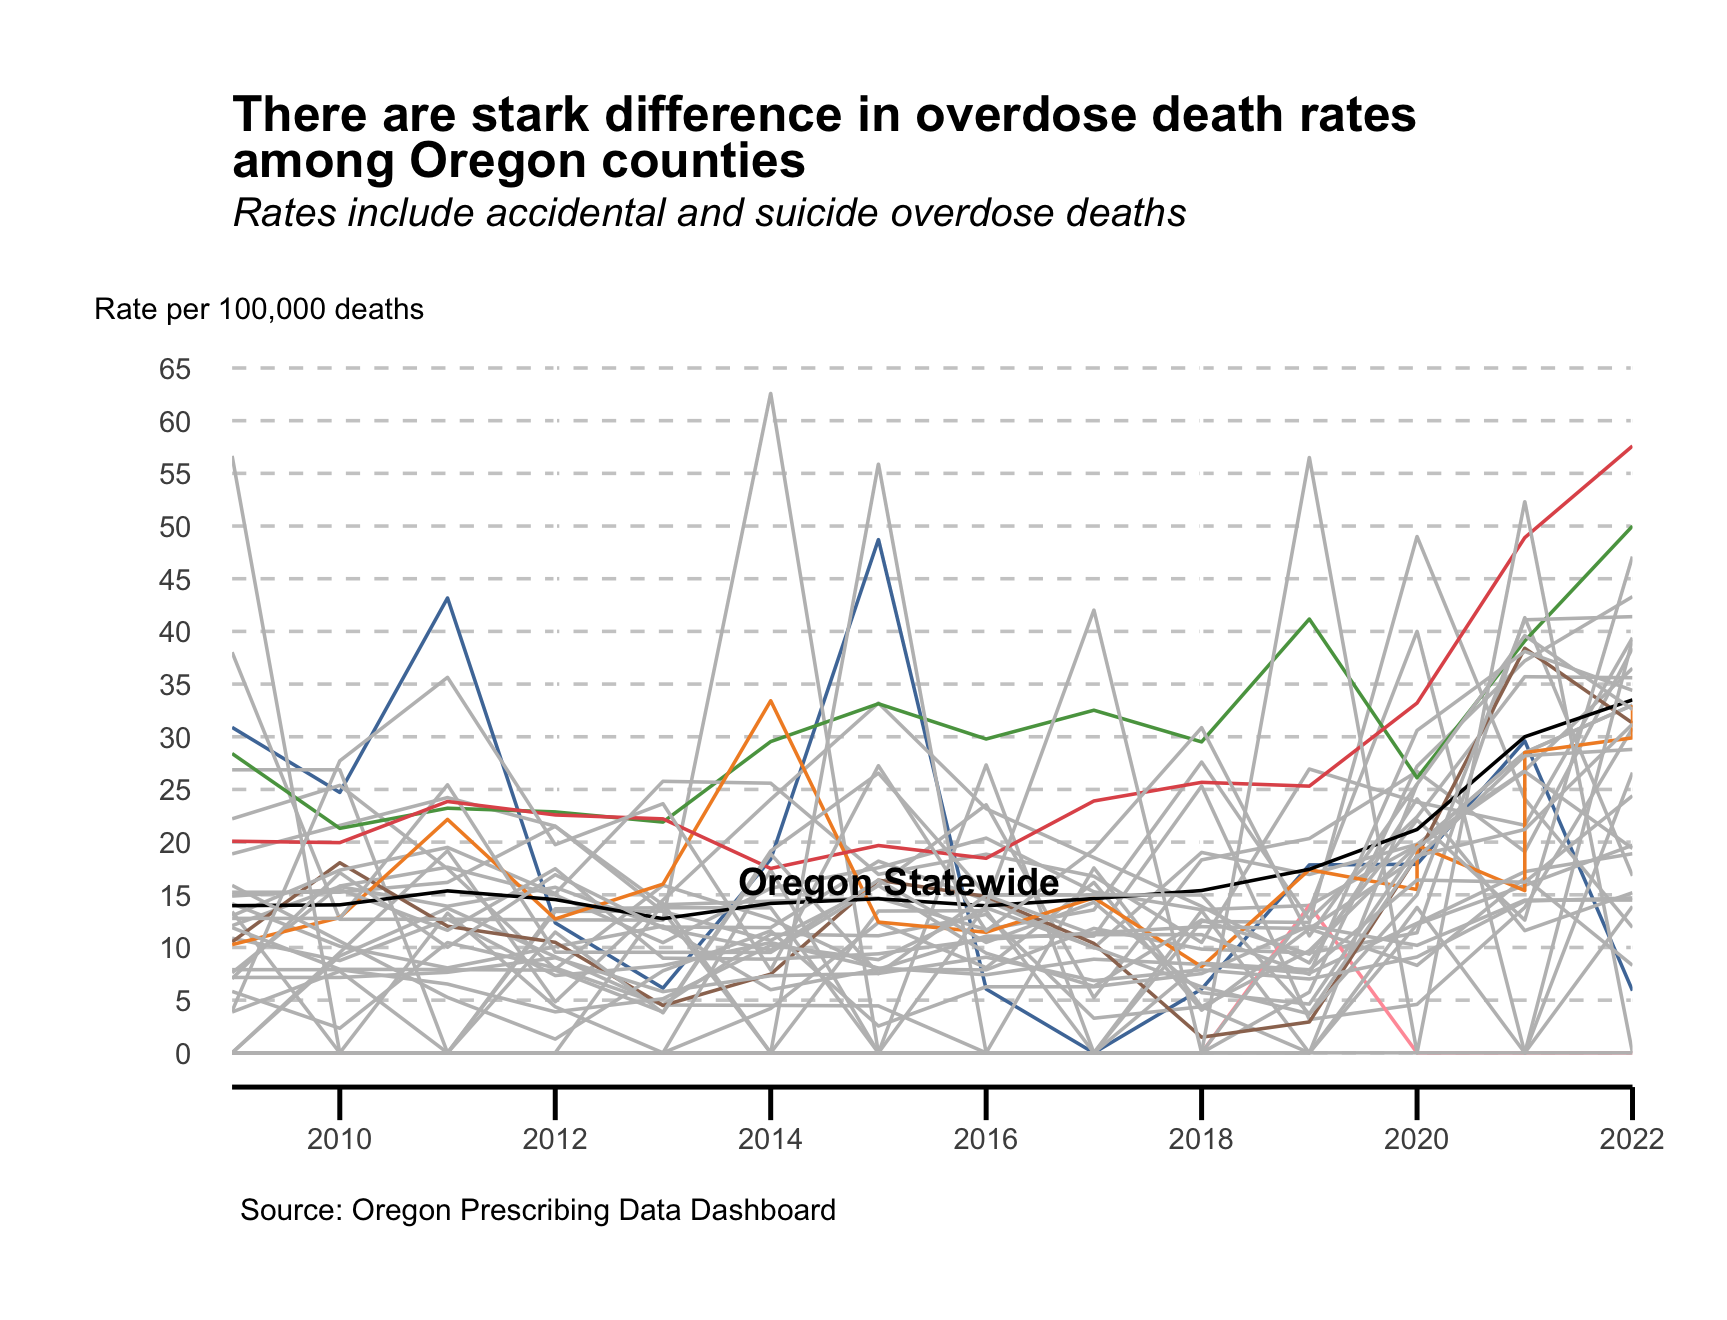 There are stark difference in overdose death rates
among Oregon counties
Rates include accidental and suicide overdose deaths
Rate per 100,000 deaths
65
60
55
50
45
40
35
30
25
20
15
10
5
0
Oregon Statewide
2010 2012 2014 2016 2018 2020 2022
Source: Oregon Prescribing Data Dashboard